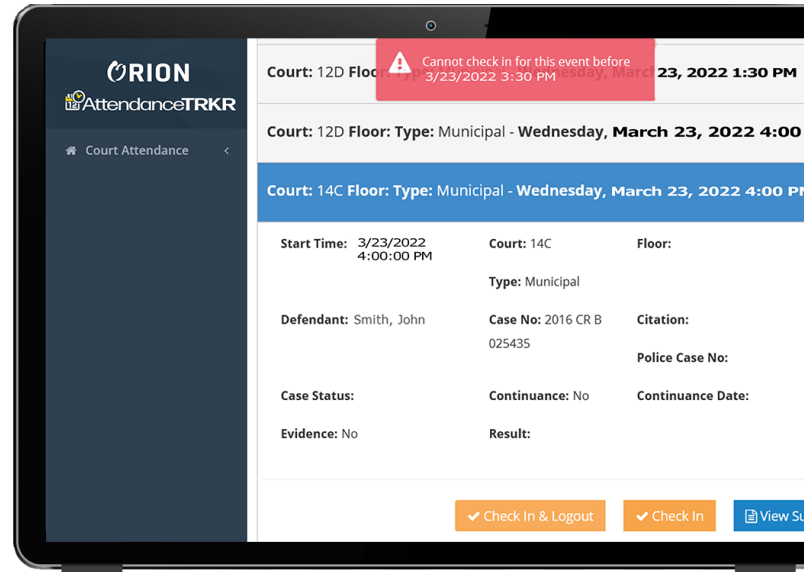 ORION
AttendanceTRKR
Court Attendance
Cannot check in for this event before
3/23/2022 3:30 PM
Court: 12D Floor: Type: Municipal - Wednesday, March 23, 2022 1:30 PM
Court: 12D Floor: Type: Municipal - Wednesday, March 23, 2022 4:00
Court: 14C Floor: Type: Municipal - Wednesday, March 23, 2022 4:00 PM
Start Time: 3/23/2022 Court: 14C Floor:
4:00:00 PM
Type: Municipal
Defendant: Smith, John Case No: 2016 CR B Citation:
025435
Police Case No:
Case Status: Continuance: No Continuance Date:
Evidence: No Result:
Check In & Logout Check In View Su